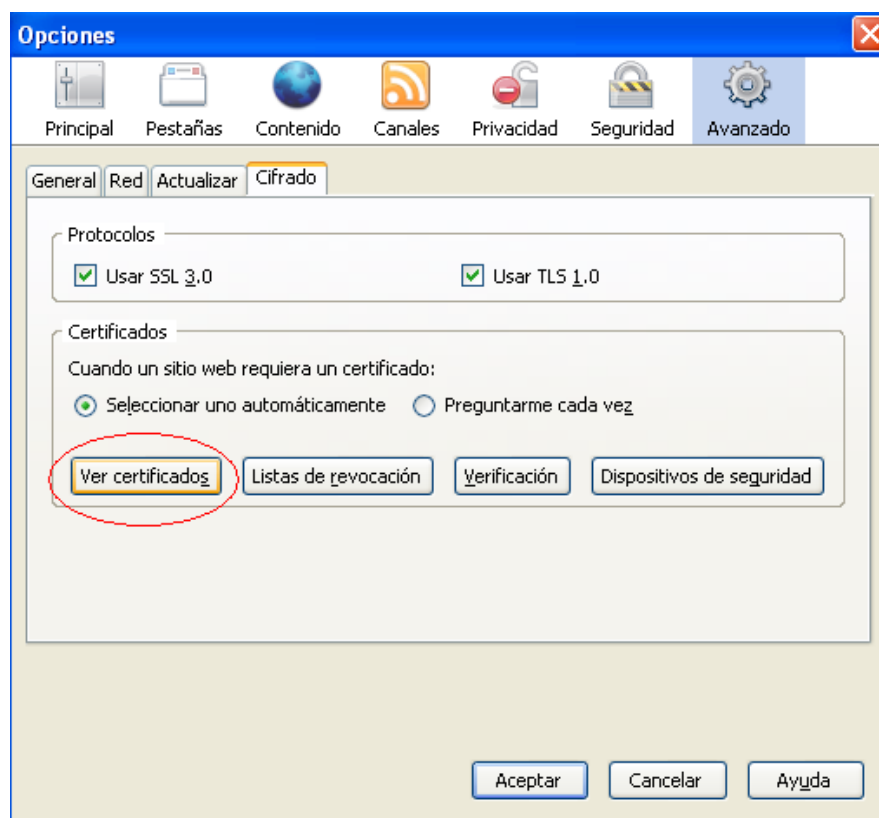 Opciones
Principal Pestañas Contenido Canales Privacidad Seguridad Avanzado
General Red Actualizar Cifrado
Protocolos
Usar SSL 3.0 Usar TLS 1.0
Certificados
Cuando un sitio web requiera un certificado:
Seleccionar uno automáticamente Preguntarme cada vez
Ver certificados Listas de revocación Verificación Dispositivos de seguridad
Aceptar Cancelar Ayuda